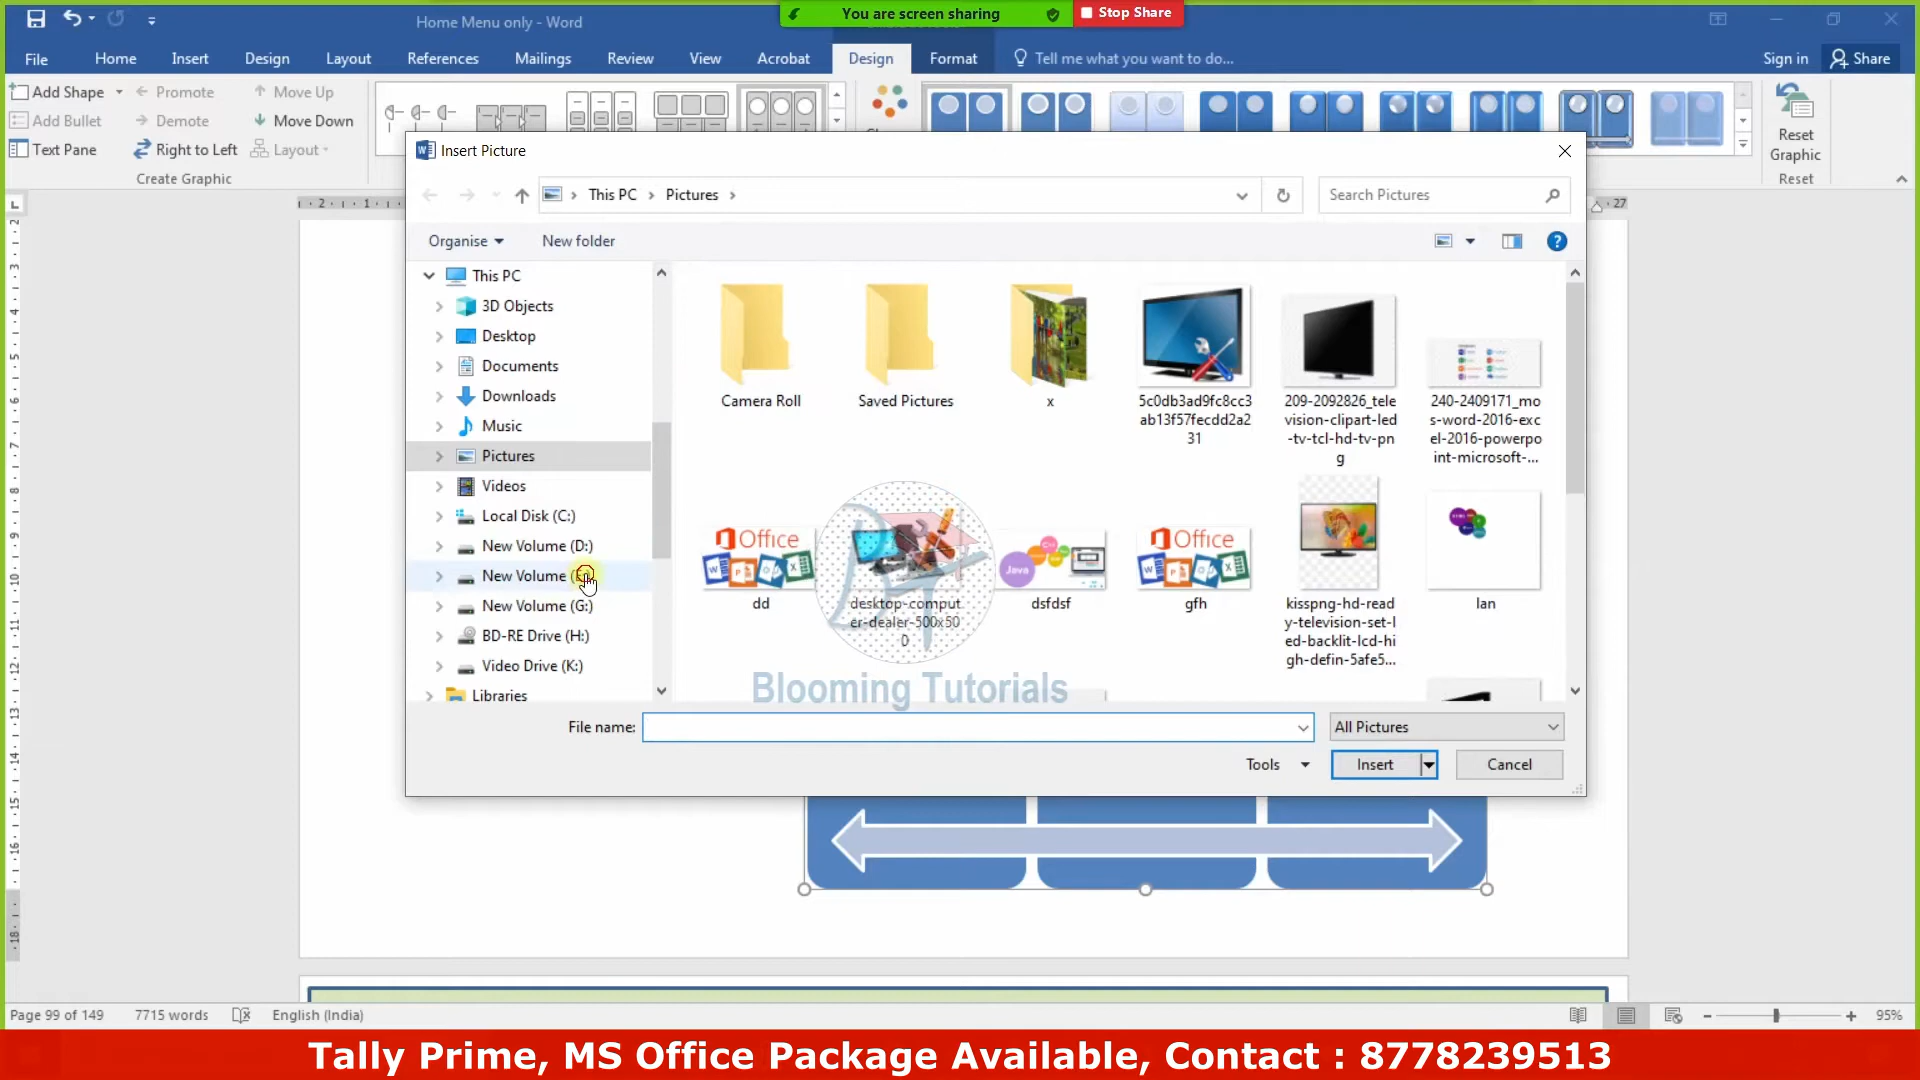 Home Menu only - Word
You are screen sharing
Stop Share
File
Home
Insert
Design
Layout
References
Mailings
Review
View
Acrobat
Design
Format
Tell me what you want to do...
Sign in
Share
Add Shape
Promote
Move Up
Add Bullet
Demote
Move Down
Text Pane
Right to Left
Layout
Create Graphic
Reset
Graphic
Reset
Insert Picture
This PC
Pictures
Search Pictures
Organise
New folder
This PC
3D Objects
Desktop
Documents
Downloads
Music
Pictures
Videos
Local Disk (C:)
New Volume (D:)
New Volume
New Volume (G:)
BD-RE Drive (H:)
Video Drive (K:)
Libraries
Camera Roll
Saved Pictures
x
5c0db3ad9fc8cc3
ab13f57fecdd2a2
31
209-2092826_tele
vision-clipart-led
-tv-tcl-hd-tv-pn
g
240-2409171_mo
s-word-2016-exc
el-2016-powerpo
int-microsoft-...
Office
dd
desktop-comput
er-dealer-500x50
0
Java
C++
dsfdsf
Office
gfh
kisspng-hd-read
y-television-set-l
ed-backlit-lcd-hi
gh-defin-5afe5...
lan
Blooming Tutorials
File name:
All Pictures
Tools
Insert
Cancel
Page 99 of 149
7715 words
English (India)
95%
Tally Prime, MS Office Package Available, Contact : 8778239513